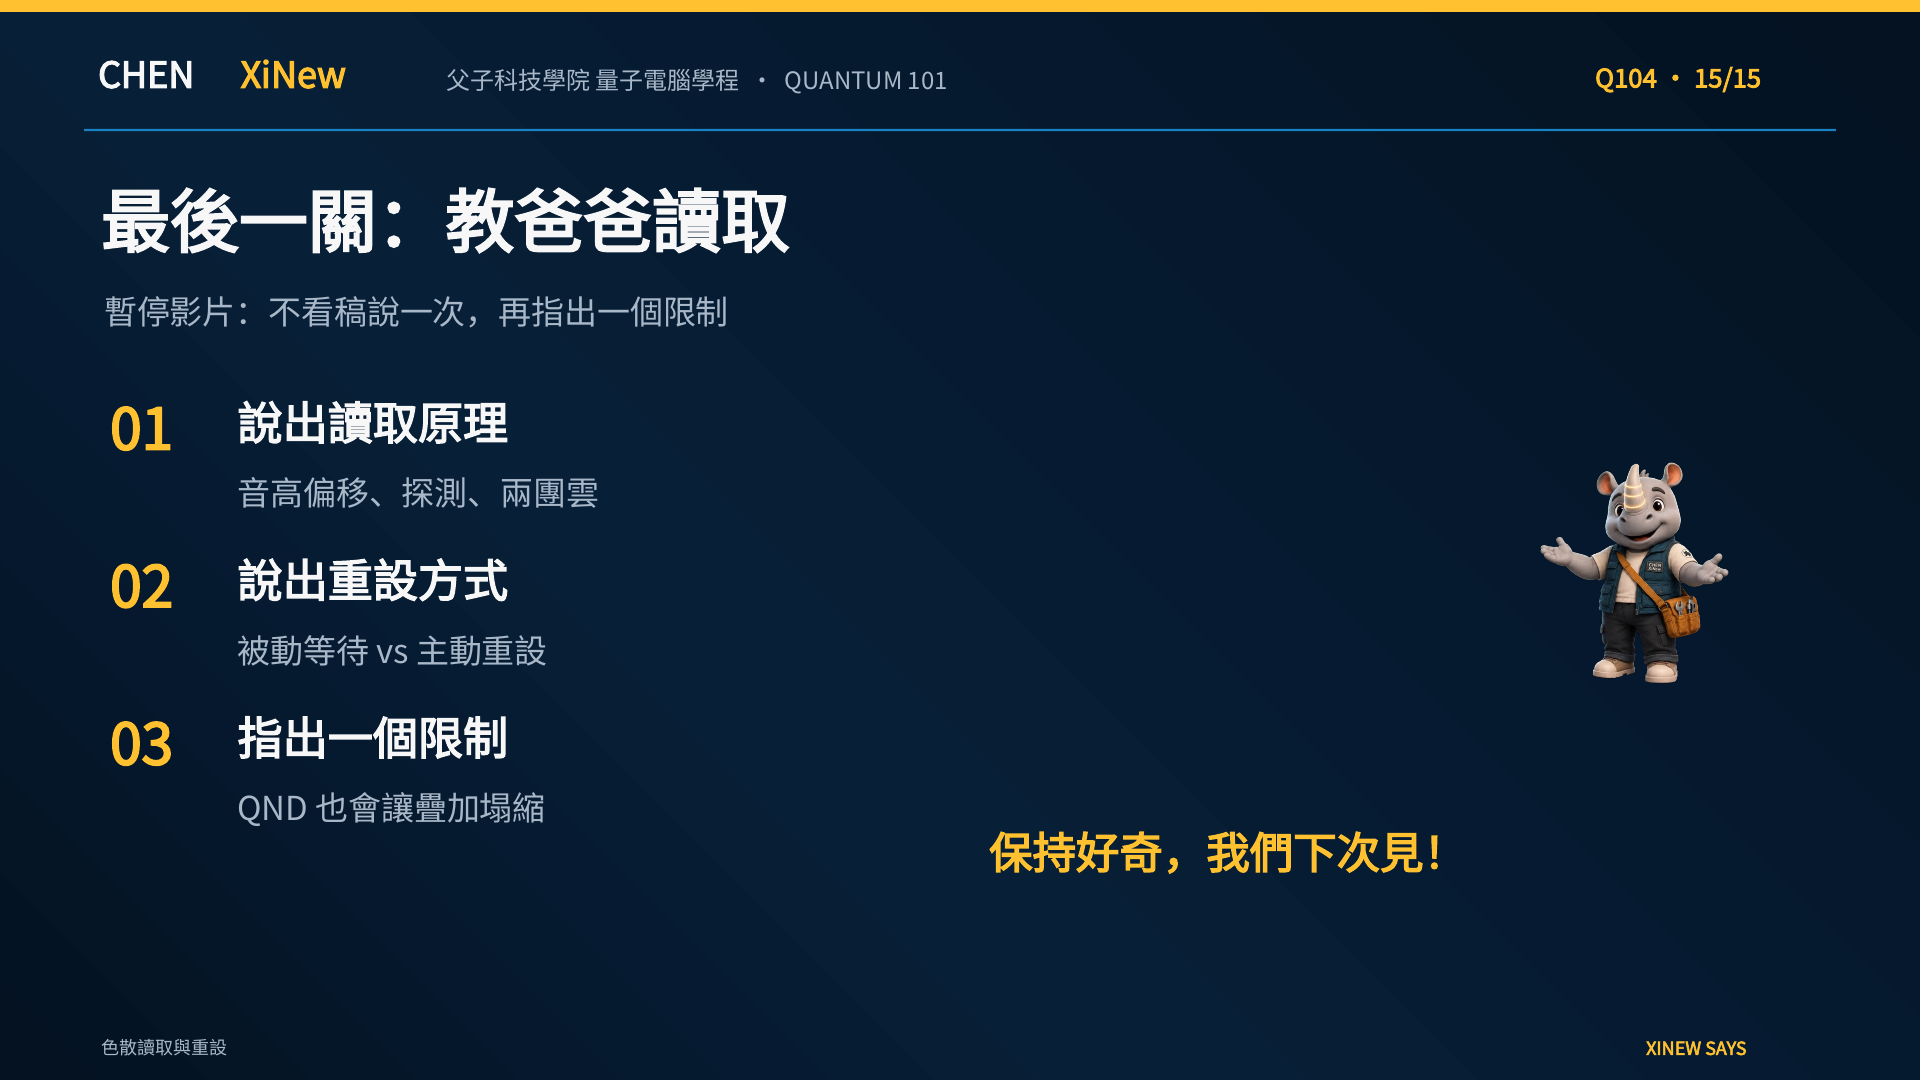 CHEN XiNew 父子科技學院 量子電腦學程 · QUANTUM 101 Q104 · 15/15
最後一關：教爸爸讀取
暫停影片：不看稿說一次，再指出一個限制
01 說出讀取原理
音高偏移、探測、兩團雲
02 說出重設方式
被動等待 vs 主動重設
03 指出一個限制
QND 也會讓疊加塌縮
保持好奇，我們下次見！
色散讀取與重設 XINEW SAYS